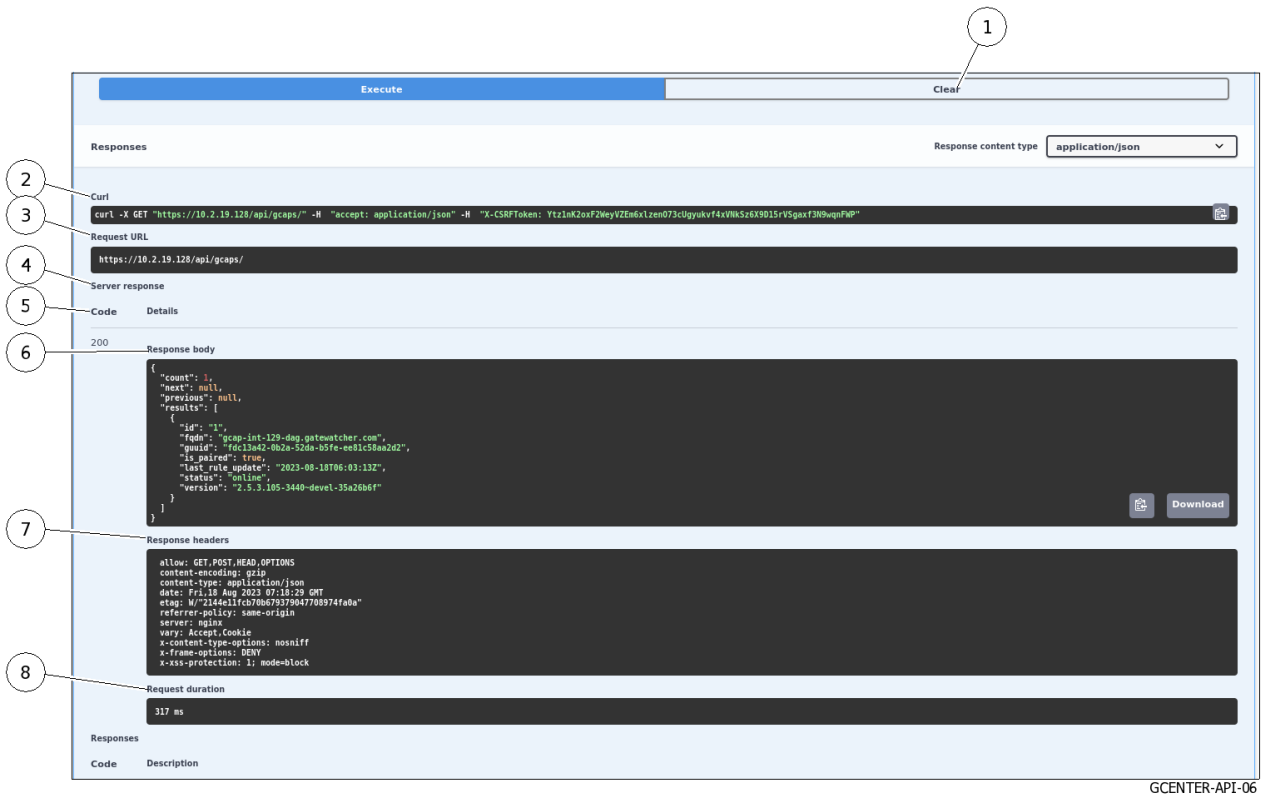 1
Execute
Clear
Responses
Response content type
application/json
2
Curl
curl -X GET "https://10.2.19.128/api/gcaps/" -H  "accept: application/json" -H  "X-CSRFToken: Ytz1nK2oxF2WeyVZEm6xlzenO73cUgyukvf4xVNkSz6X9D15rVSgaxf3N9wqnFWP"
3
Request URL
https://10.2.19.128/api/gcaps/
4
Server response
5
Code
Details
200
6
Response body
{
  "count": 1,
  "next": null,
  "previous": null,
  "results": [
    {
      "id": "1",
      "fqdn": "gcap-int-129-dag.gatewatcher.com",
      "guuid": "fdc13a42-0b2a-52da-b5fe-ee81c58aa2d2",
      "is_paired": true,
      "last_rule_update": "2023-08-18T06:03:13Z",
      "status": "online",
      "version": "2.5.3.105-3440~devel-35a26b6f"
    }
  ]
}
Download
7
Response headers
allow: GET,POST,HEAD,OPTIONS
content-encoding: gzip
content-type: application/json
date: Fri,18 Aug 2023 07:18:29 GMT
etag: W/"2144e11fcb70b679379047708974fa0a"
referrer-policy: same-origin
server: nginx
vary: Accept,Cookie
x-content-type-options: nosniff
x-frame-options: DENY
x-xss-protection: 1; mode=block
8
Request duration
317 ms
Responses
Code
Description
GCENTER-API-06